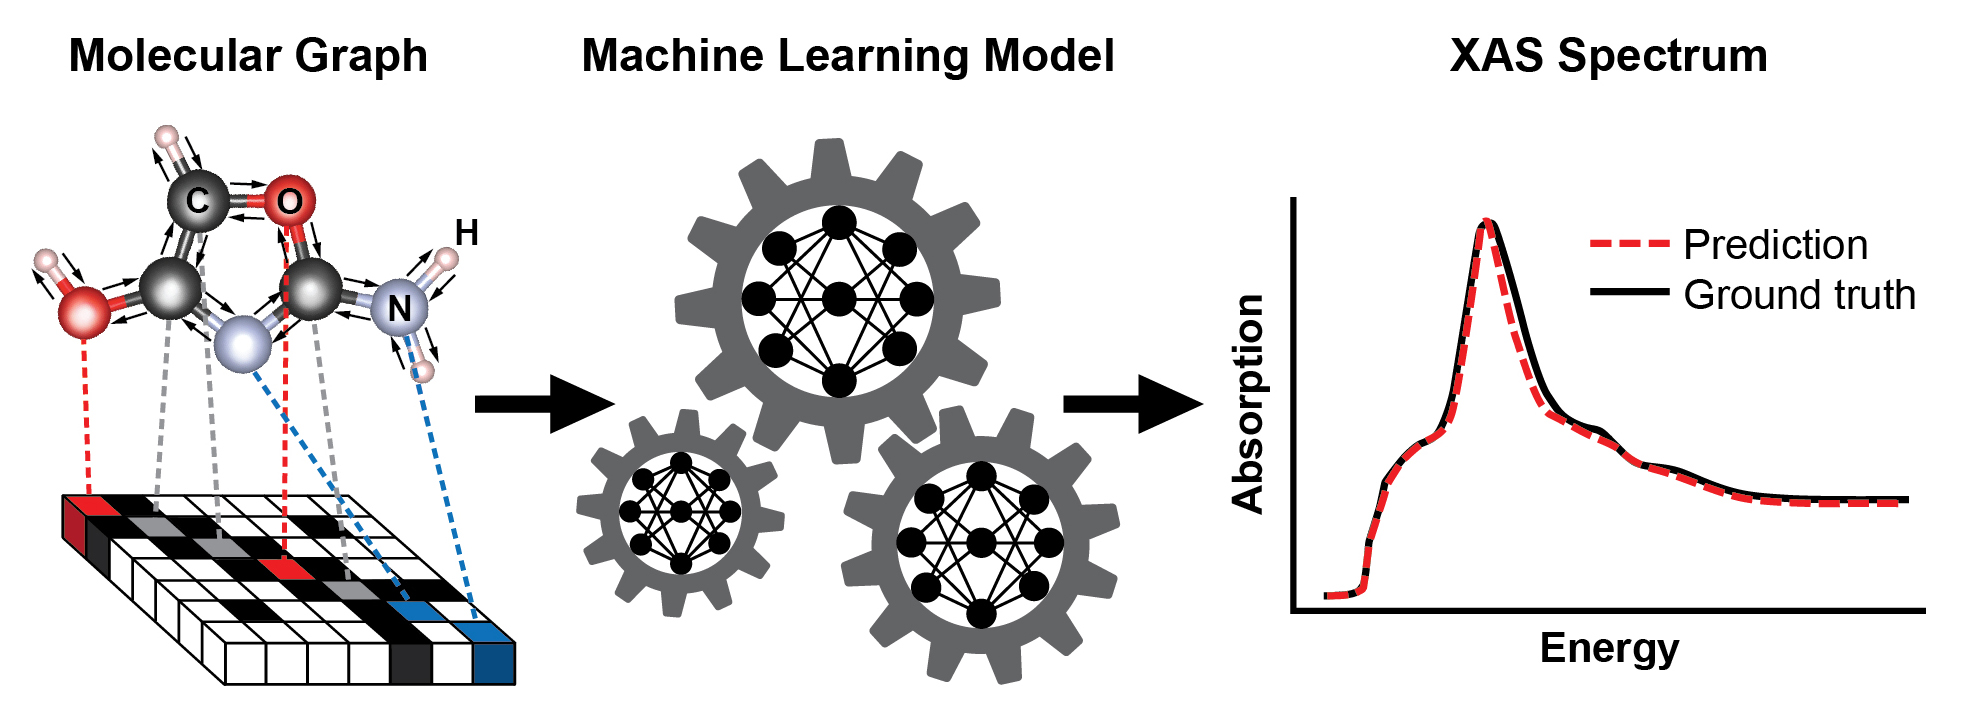 Molecular Graph
Machine Learning Model
XAS Spectrum
C
O
H
N
Prediction
Ground truth
Absorption
Energy